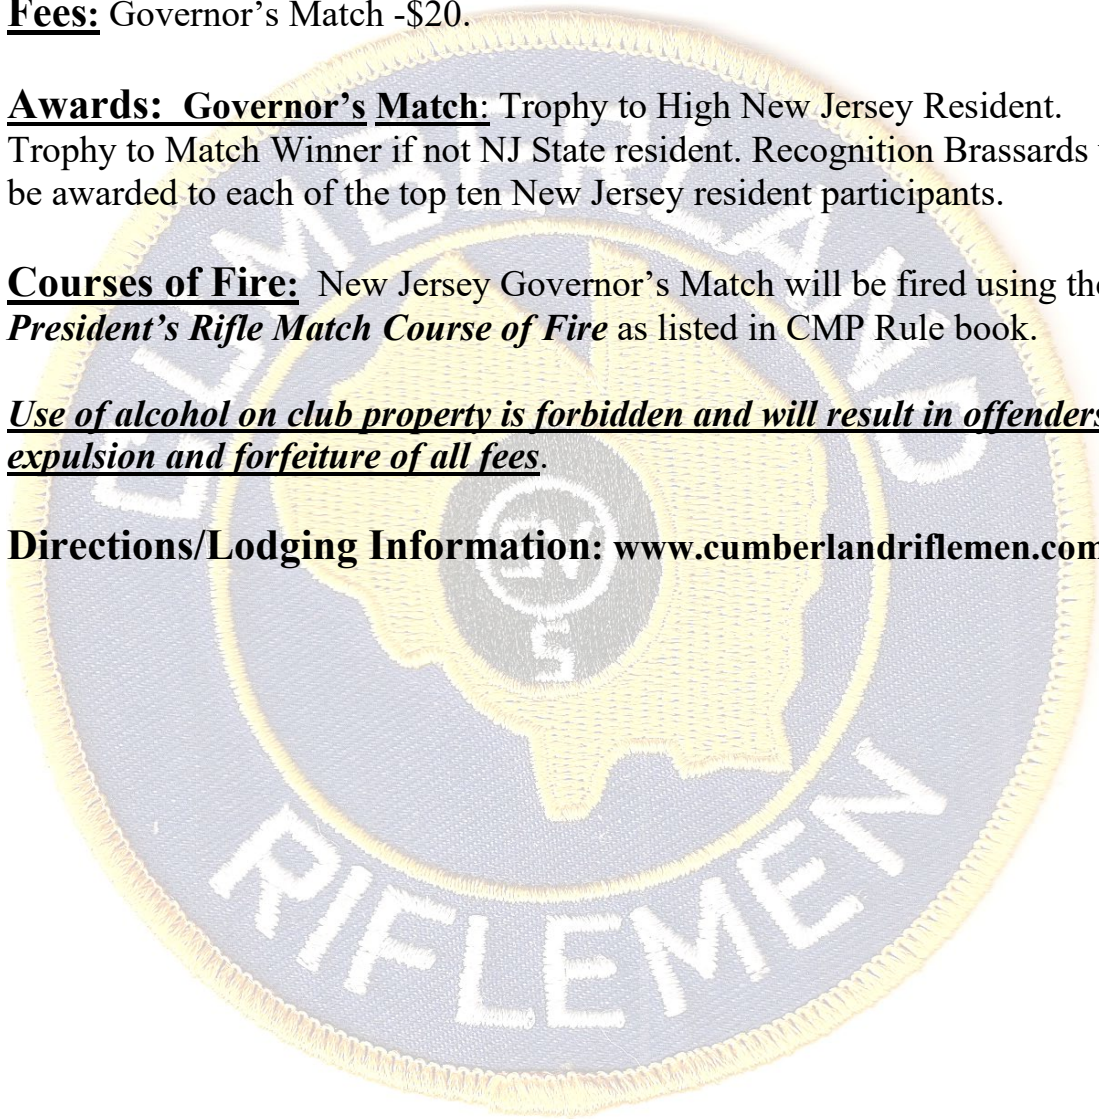 Fees: Governor’s Match -$20.
Awards: Governor’s Match: Trophy to High New Jersey Resident.
Trophy to Match Winner if not NJ State resident. Recognition Brassards
be awarded to each of the top ten New Jersey resident participants.
Courses of Fire: New Jersey Governor’s Match will be fired using the
President’s Rifle Match Course of Fire as listed in CMP Rule book.
Use of alcohol on club property is forbidden and will result in offenders
expulsion and forfeiture of all fees.
Directions/Lodging Information: www.cumberlandriflemen.com
CUMBERLAND
S
RIFLEMEN